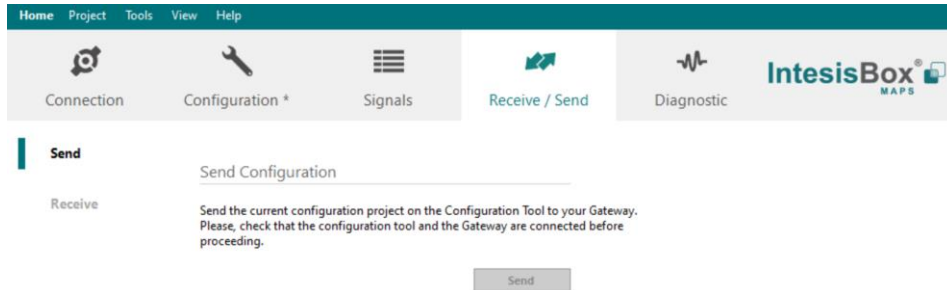 Home Project Tools View Help
Connection Configuration * Signals Receive / Send Diagnostic
IntesisBox®
MAPS
Send
Receive
Send Configuration
Send the current configuration project on the Configuration Tool to your Gateway.
Please, check that the configuration tool and the Gateway are connected before
proceeding.
Send